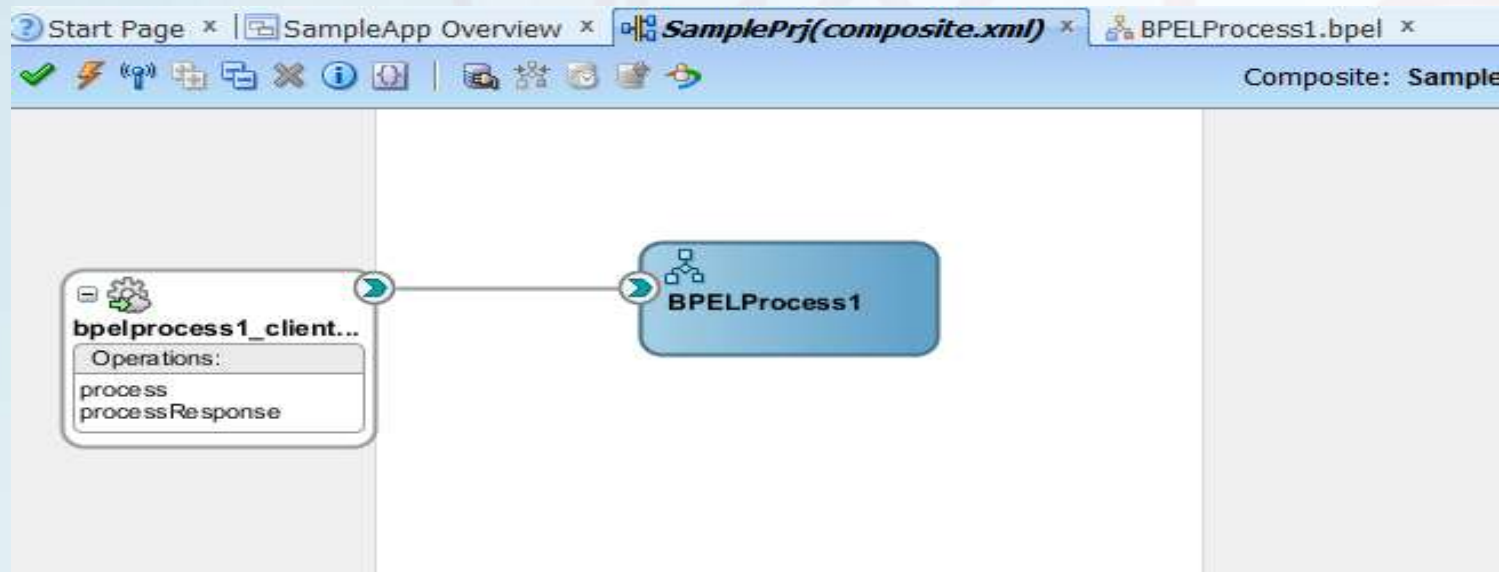 Start Page SampleApp Overview SamplePrj(composite.xml) BPELProcess1.bpel
Composite: Sample
bpelprocess1_client...
Operations:
process
processResponse
BPELProcess1